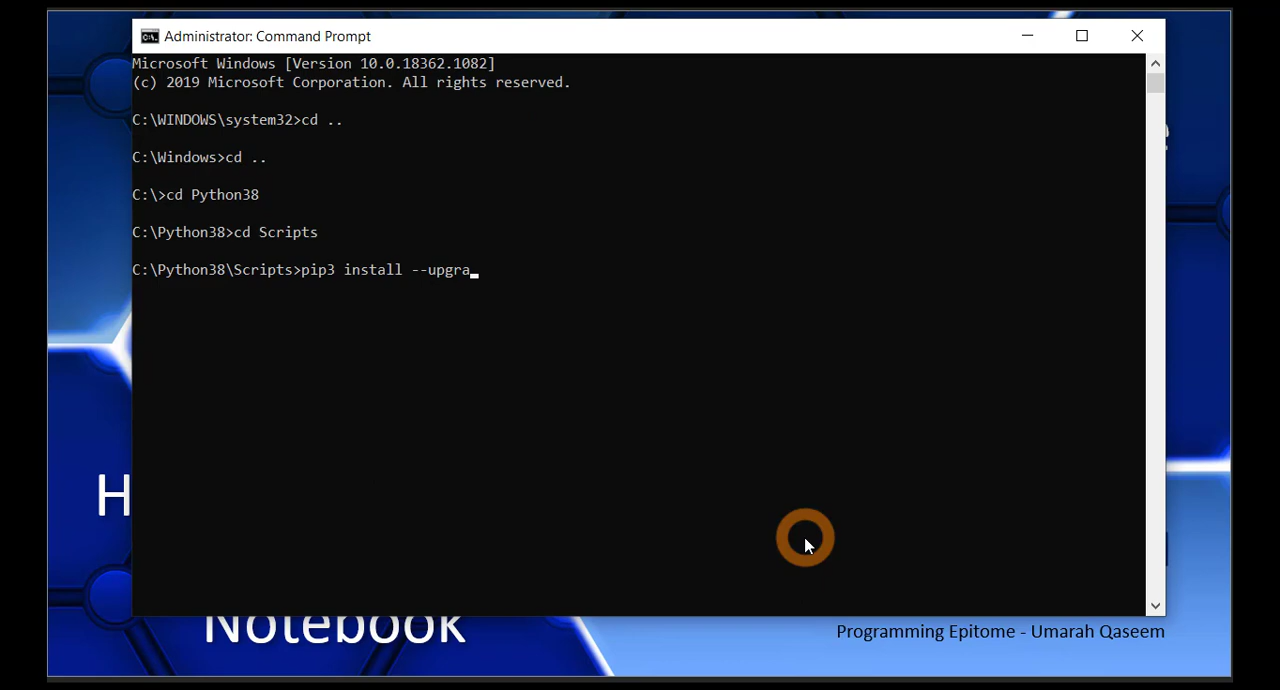 Administrator: Command Prompt
Microsoft Windows [Version 10.0.18362.1082]
(c) 2019 Microsoft Corporation. All rights reserved.
C:\WINDOWS\system32>cd ..
C:\Windows>cd ..
C:\>cd Python38
C:\Python38>cd Scripts
C:\Python38\Scripts>pip3 install --upgra
Notebook
Programming Epitome - Umarah Qaseem